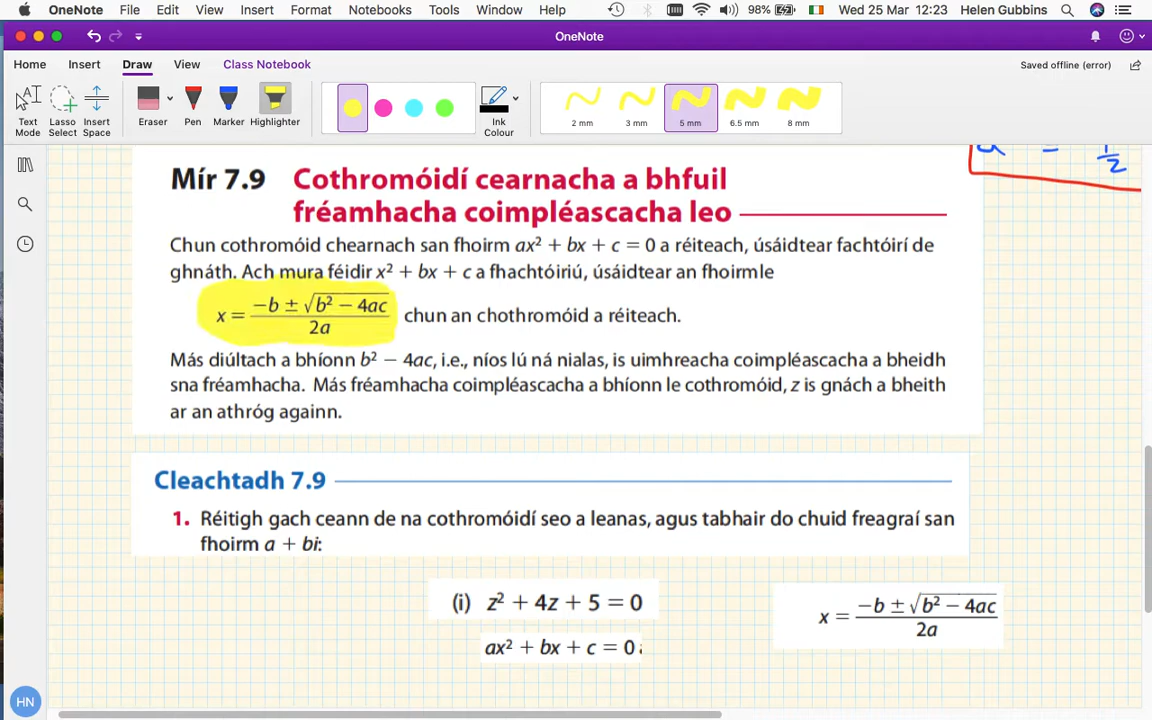 OneNote File Edit View Insert Format Notebooks Tools Window Help 98% Wed 25 Mar 12:23 Helen Gubbins
OneNote
Home Insert Draw View Class Notebook Saved offline (error)
Text Mode Lasso Select Insert Space Eraser Pen Marker Highlighter Ink Colour 2 mm 3 mm 5 mm 6.5 mm 8 mm
a = 1/2
Mír 7.9 Cothromóidí cearnacha a bhfuil
fréamhacha coimpléascacha leo
Chun cothromóid chearnach san fhoirm ax² + bx + c = 0 a réiteach, úsáidtear fachtóirí de
ghnáth. Ach mura féidir x² + bx + c a fhachtóiriú, úsáidtear an fhoirmle
x = (−b ± √(b² − 4ac)) / 2a chun an chothromóid a réiteach.
Más diúltach a bhíonn b² − 4ac, i.e., níos lú ná nialas, is uimhreacha coimpléascacha a bheidh
sna fréamhacha. Más fréamhacha coimpléascacha a bhíonn le cothromóid, z is gnách a bheith
ar an athróg againn.
Cleachtadh 7.9
1. Réitigh gach ceann de na cothromóidí seo a leanas, agus tabhair do chuid freagraí san
fhoirm a + bi:
(i) z² + 4z + 5 = 0
ax² + bx + c = 0
x = (−b ± √(b² − 4ac)) / 2a
HN